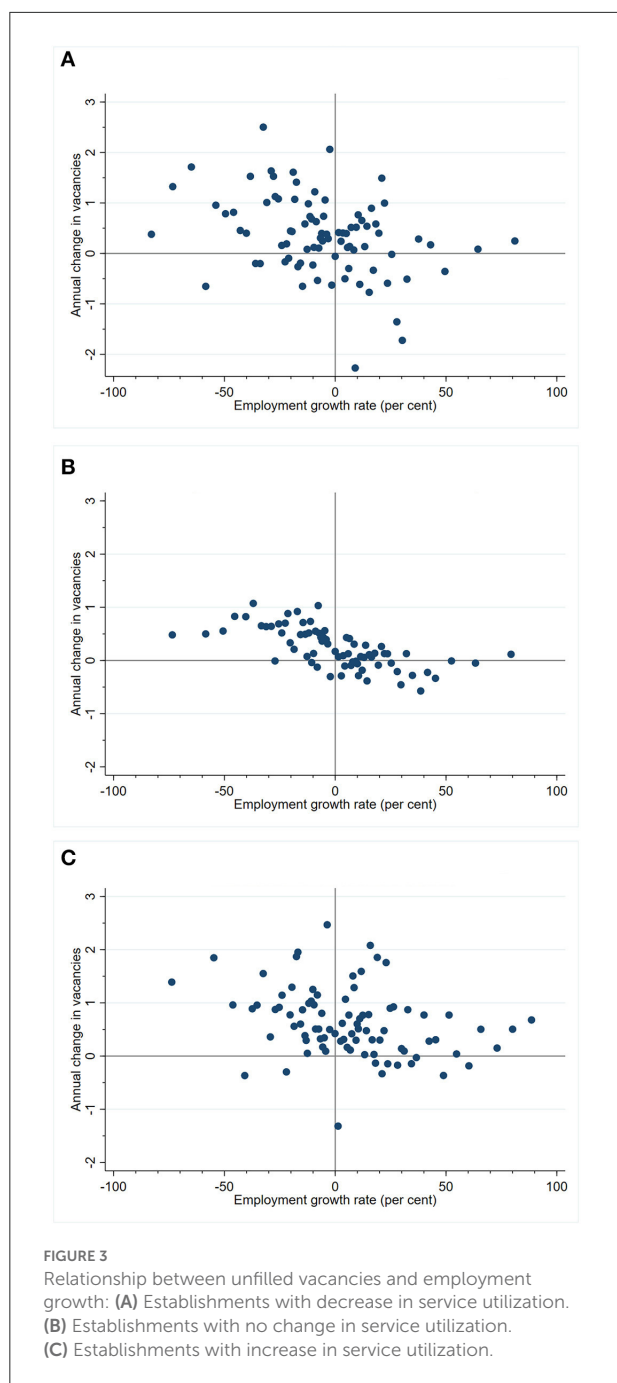 A
3
2
1
0
-1
-2
Annual change in vacancies
-100
-50
0
50
100
Employment growth rate (per cent)
B
3
2
1
0
-1
-2
Annual change in vacancies
-100
-50
0
50
100
Employment growth rate (per cent)
C
3
2
1
0
-1
-2
Annual change in vacancies
-100
-50
0
50
100
Employment growth rate (per cent)
FIGURE 3
Relationship between unfilled vacancies and employment
growth: (A) Establishments with decrease in service utilization.
(B) Establishments with no change in service utilization.
(C) Establishments with increase in service utilization.